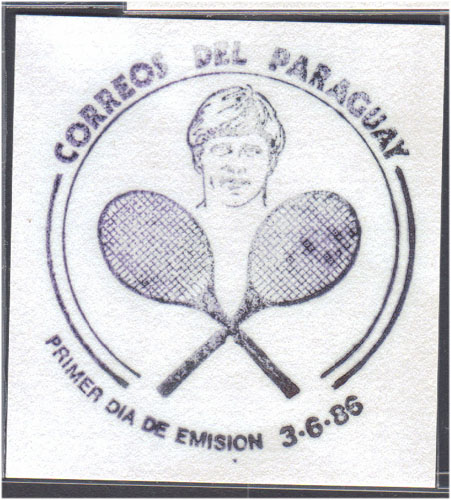 CORREOS DEL PARAGUAY
PRIMER DIA DE EMISION 3·6·86